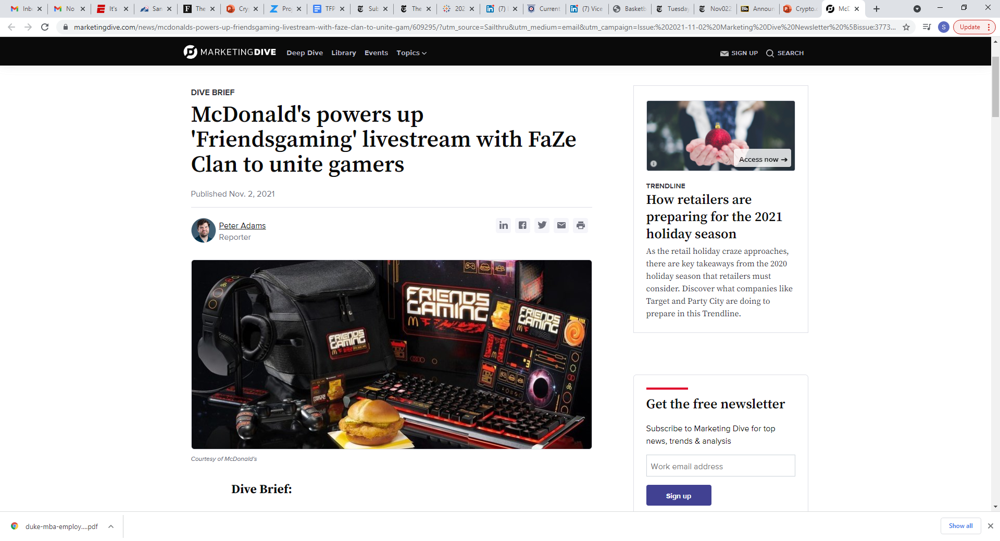 Inb
No
It's
San
The
Cry
Pro
TFP
Sub
The
202
(7)
Current
(7) Vice
Basketb
Tuesday
Nov022
Announ
Crypto.c
McD
marketingdive.com/news/mcdonalds-powers-up-friendsgaming-livestream-with-faze-clan-to-unite-gam/609295/?utm_source=Sailthru&utm_medium=email&utm_campaign=Issue:%202021-11-02%20Marketing%20Dive%20Newsletter%20%5Bissue:3773...
S
Update
MARKETINGDIVE
Deep Dive
Library
Events
Topics
SIGN UP
SEARCH
DIVE BRIEF
McDonald's powers up
'Friendsgaming' livestream with FaZe
Clan to unite gamers
Published Nov. 2, 2021
Peter Adams
Reporter
FRIENDS
GAMING
FRIENDS
GAMING
FRIENDS
GAMING
FRIENDS
GAMING
Courtesy of McDonald's
Dive Brief:
Access now →
TRENDLINE
How retailers are
preparing for the 2021
holiday season
As the retail holiday craze approaches,
there are key takeaways from the 2020
holiday season that retailers must
consider. Discover what companies like
Target and Party City are doing to
prepare in this Trendline.
Get the free newsletter
Subscribe to Marketing Dive for top
news, trends & analysis
Work email address
Sign up
duke-mba-employ....pdf
Show all